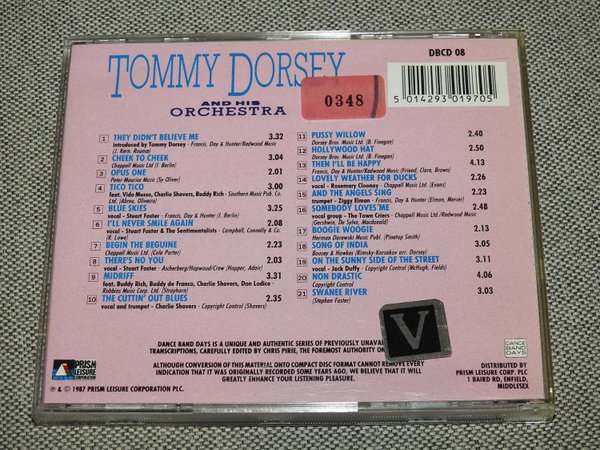 DBCD 08
TOMMY DORSEY
AND HIS
ORCHESTRA
0348
5 014293 019705
1 THEY DIDN'T BELIEVE ME 3.32
introduced by Tommy Dorsey - Francis, Day & Hunter/Redwood Music
(J. Kern, Rourke)
2 CHEEK TO CHEEK 3.04
Chappell Music Ltd (I. Berlin)
3 OPUS ONE 2.01
Peter Maurice Music (Sy Oliver)
4 TICO TICO 3.00
feat. Vido Musso, Charlie Shavers, Buddy Rich - Southern Music Pub. Co.
Ltd. (Abreu, Oliveira)
5 BLUE SKIES 3.25
vocal - Stuart Foster - Francis, Day & Hunter (I. Berlin)
6 I'LL NEVER SMILE AGAIN 2.08
vocal - Stuart Foster & The Sentimentalists - Campbell, Connelly & Co.
(R. Lowe)
7 BEGIN THE BEGUINE 2.23
Chappell Music Ltd. (Cole Porter)
8 THERE'S NO YOU 2.03
vocal - Stuart Foster - Ascherberg/Hopwood/Crew (Hopper, Adair)
9 MIDRIFF 3.31
feat. Buddy Rich, Buddy de Franco, Charlie Shavers, Dan Lodice -
Robbins Music Corp. Ltd. (Strayhorn)
10 THE CUTTIN' OUT BLUES 2.35
vocal and trumpet - Charlie Shavers - Copyright Control (Shavers)
11 PUSSY WILLOW 2.40
Dorsey Bros. Music Ltd. (B. Finegan)
12 HOLLYWOOD HAT 2.50
Dorsey Bros. Music Ltd. (B. Finegan)
13 THEN I'LL BE HAPPY 4.13
Francis, Day & Hunter/Redwood Music (Friend, Clare, Brown)
14 LOVELY WEATHER FOR DUCKS 4.26
vocal - Rosemary Clooney - Chappell Music Ltd. (Evans)
15 AND THE ANGELS SING 2.23
trumpet - Ziggy Elman - Francis, Day & Hunter (Elman, Mercer)
16 SOMEBODY LOVES ME 2.48
vocal group - The Town Criers - Chappell Music Ltd/Redwood Music
(Gershwin, De Sylva, Macdonald)
17 BOOGIE WOOGIE 2.13
Herman Darewski Music Publ. (Pinetop Smith)
18 SONG OF INDIA 3.05
Boosey & Hawkes (Rimsky-Korsakov arr. Dorsey)
19 ON THE SUNNY SIDE OF THE STREET 3.11
vocal - Jack Duffy - Copyright Control (McHugh, Fields)
20 NON DRASTIC 4.06
Copyright Control
21 SWANEE RIVER 3.03
(Stephen Foster)
V
DANCE
BAND
DAYS
DANCE BAND DAYS IS A UNIQUE AND AUTHENTIC SERIES OF PREVIOUSLY
TRANSCRIPTIONS, CAREFULLY EDITED BY CHRIS PIRIE, THE FOREMOST AUTHORITY
ALTHOUGH CONVERSION OF THIS MATERIAL ONTO COMPACT DISC FORMAT CANNOT REMOVE EVERY
INDICATION THAT IT WAS ORIGINALLY RECORDED SOME YEARS AGO, WE BELIEVE THAT IT WILL
GREATLY ENHANCE YOUR LISTENING PLEASURE.
PRISM
LEISURE
CORPORATION
℗ & © 1987 PRISM LEISURE CORPORATION PLC.
DISTRIBUTED BY
PRISM LEISURE CORP. PLC
1 BAIRD RD, ENFIELD,
MIDDLESEX